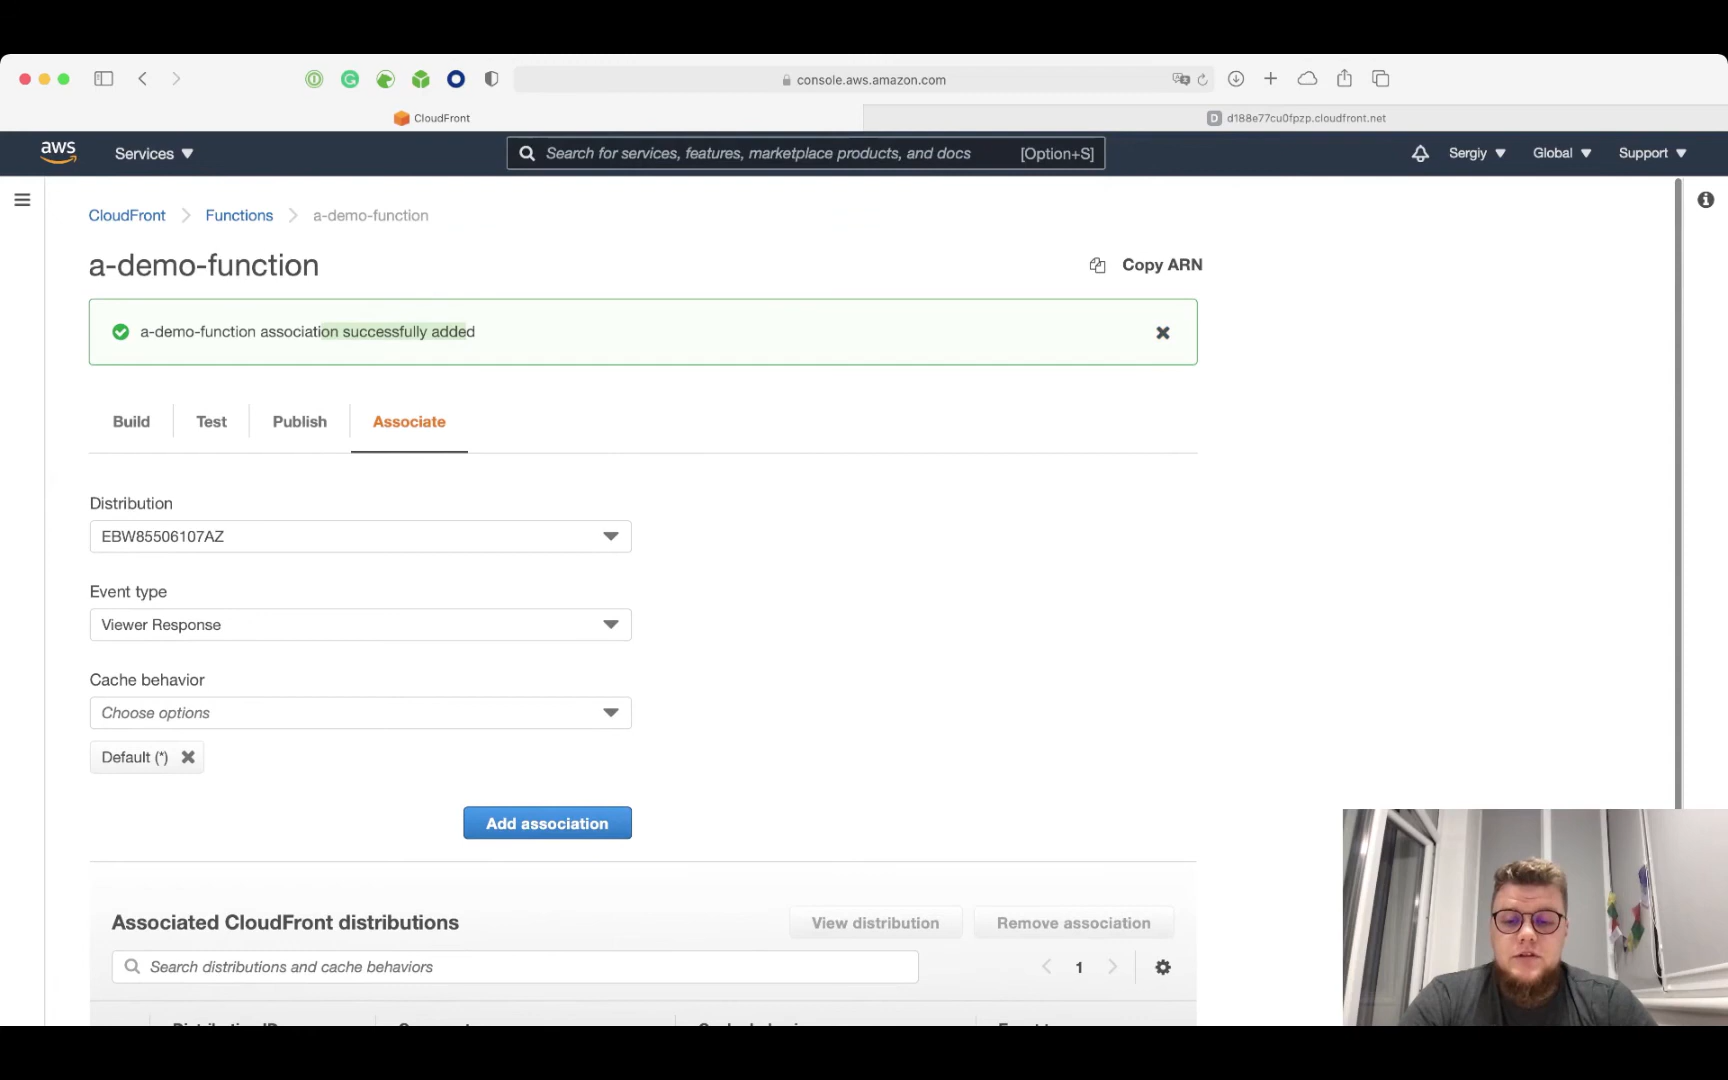 console.aws.amazon.com
CloudFront
D d188e77cu0fpzp.cloudfront.net
aws Services Search for services, features, marketplace products, and docs [Option+S] Sergiy Global Support
CloudFront Functions a-demo-function
a-demo-function Copy ARN
a-demo-function association successfully added
Build Test Publish Associate
Distribution
EBW85506107AZ
Event type
Viewer Response
Cache behavior
Choose options
Default (*)
Add association
Associated CloudFront distributions View distribution Remove association
Search distributions and cache behaviors 1